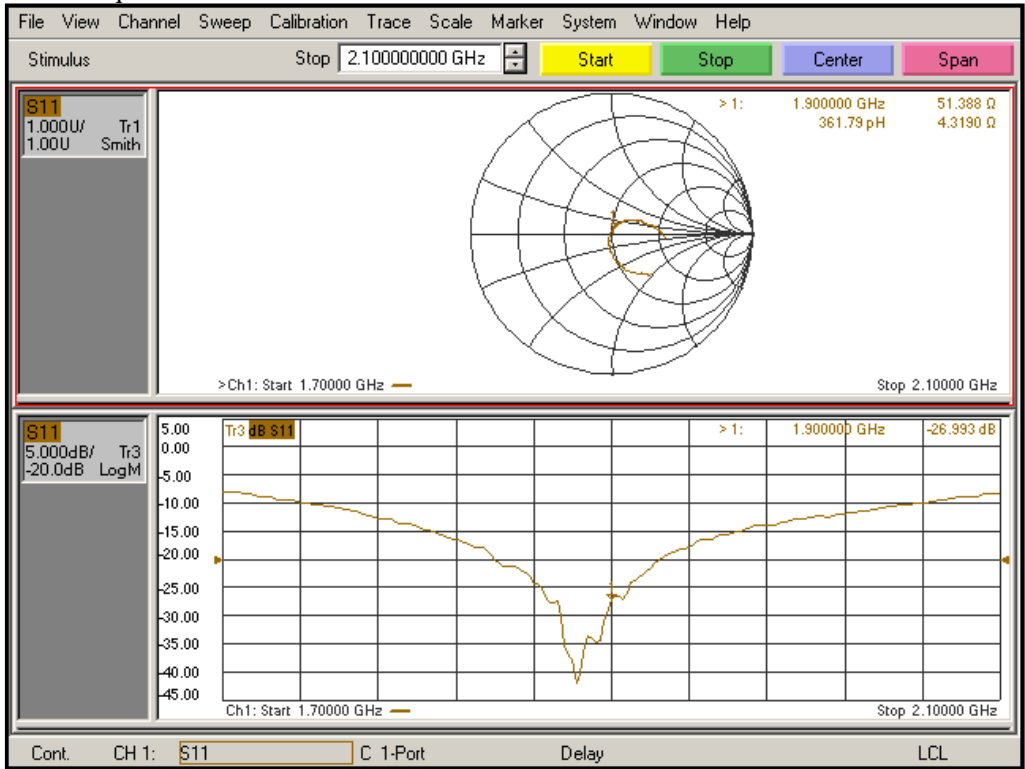 File View Channel Sweep Calibration Trace Scale Marker System Window Help
Stimulus Stop 2.100000000 GHz Start Stop Center Span
S11
1.000U/ Tr1
1.00U Smith
> 1: 1.900000 GHz 51.388 Ω
361.79 pH 4.3190 Ω
>Ch1: Start 1.70000 GHz Stop 2.10000 GHz
S11
5.000dB/ Tr3
-20.0dB LogM
5.00
0.00
-5.00
-10.00
-15.00
-20.00
-25.00
-30.00
-35.00
-40.00
-45.00
Tr3 dB S11 > 1: 1.900000 GHz -26.993 dB
Ch1: Start 1.70000 GHz Stop 2.10000 GHz
Cont. CH 1: S11 C 1-Port Delay LCL